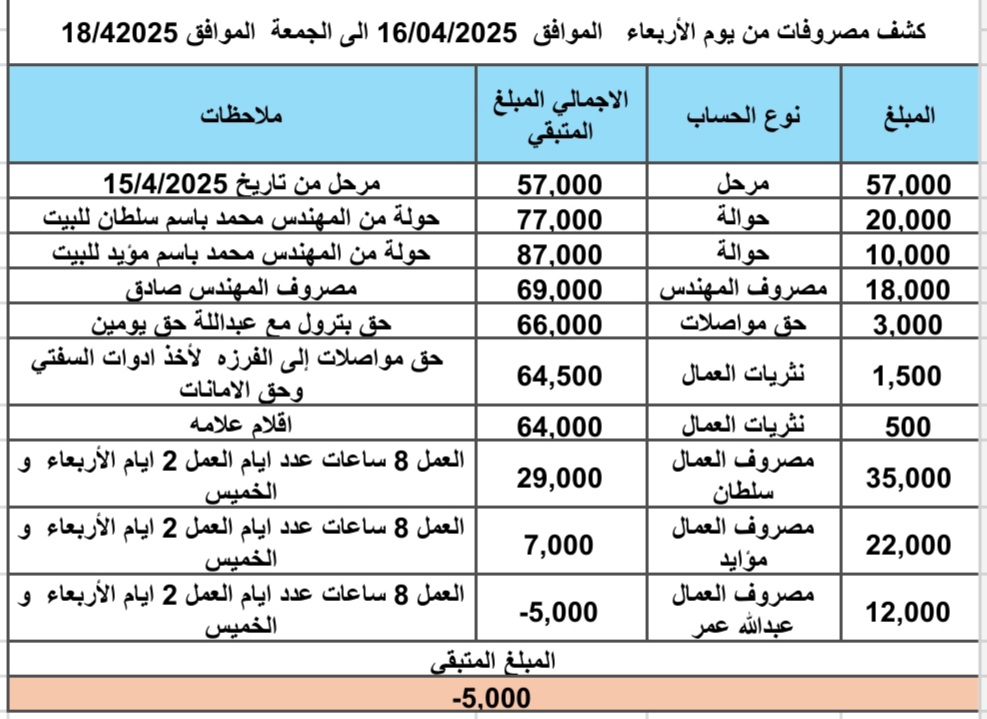 كشف مصروفات من يوم الأربعاء الموافق 16/04/2025 الى الجمعة الموافق 18/42025
المبلغ نوع الحساب الاجمالي المبلغ المتبقي ملاحظات
57,000 مرحل 57,000 مرحل من تاريخ 15/4/2025
20,000 حوالة 77,000 حولة من المهندس محمد باسم سلطان للبيت
10,000 حوالة 87,000 حولة من المهندس محمد باسم مؤيد للبيت
18,000 مصروف المهندس 69,000 مصروف المهندس صادق
3,000 حق مواصلات 66,000 حق بترول مع عبداللة حق يومين
1,500 نثريات العمال 64,500 حق مواصلات إلى الفرزه لأخذ ادوات السفتي
وحق الامانات
500 نثريات العمال 64,000 اقلام علامه
35,000 مصروف العمال سلطان 29,000 العمل 8 ساعات عدد ايام العمل 2 ايام الأربعاء و
الخميس
22,000 مصروف العمال مؤايد 7,000 العمل 8 ساعات عدد ايام العمل 2 ايام الأربعاء و
الخميس
12,000 مصروف العمال عبدالله عمر -5,000 العمل 8 ساعات عدد ايام العمل 2 ايام الأربعاء و
الخميس
المبلغ المتبقي
-5,000